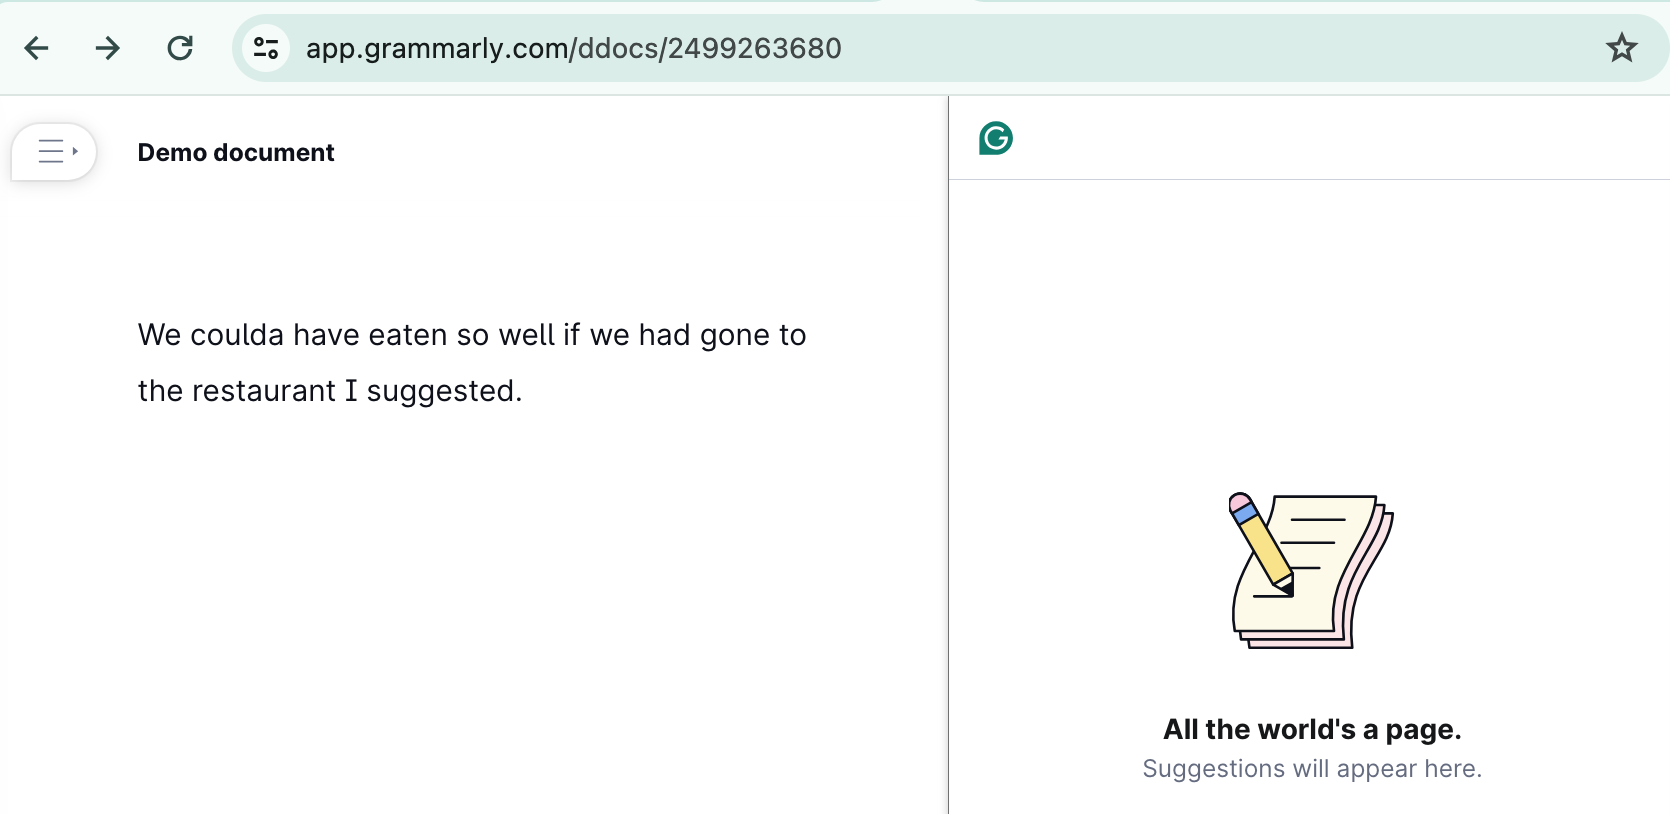 app.grammarly.com/ddocs/2499263680
Demo document
We coulda have eaten so well if we had gone to
the restaurant I suggested.
All the world's a page.
Suggestions will appear here.